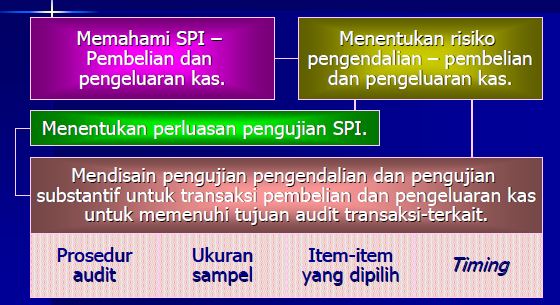 Memahami SPI –
Pembelian dan
pengeluaran kas.
Menentukan risiko
pengendalian – pembelian
dan pengeluaran kas.
Menentukan perluasan pengujian SPI.
Mendisain pengujian pengendalian dan pengujian
substantif untuk transaksi pembelian dan pengeluaran kas
untuk memenuhi tujuan audit transaksi-terkait.
Prosedur
audit
Ukuran
sampel
Item-item
yang dipilih
Timing